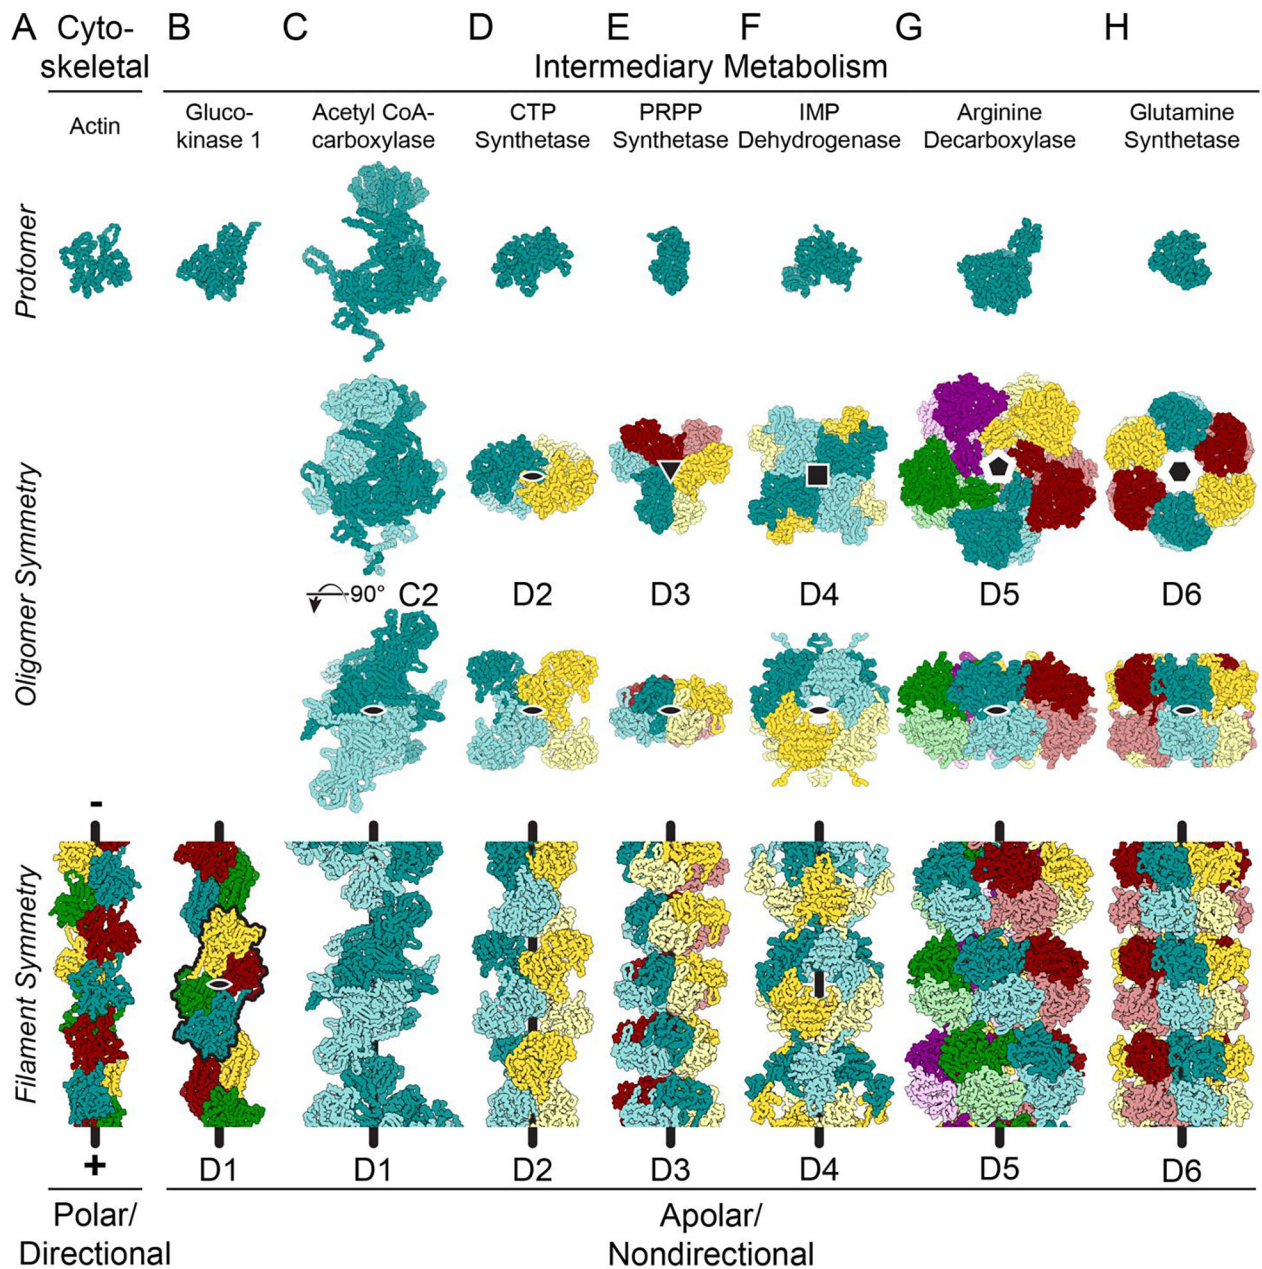 A B C D E F G H
Cyto-
skeletal
Intermediary Metabolism
Actin
Gluco-
kinase 1
Acetyl CoA-
carboxylase
CTP
Synthetase
PRPP
Synthetase
IMP
Dehydrogenase
Arginine
Decarboxylase
Glutamine
Synthetase
Protomer
Oligomer Symmetry
90° C2 D2 D3 D4 D5 D6
Filament Symmetry
-
+
D1 D1 D2 D3 D4 D5 D6
Polar/
Directional
Apolar/
Nondirectional